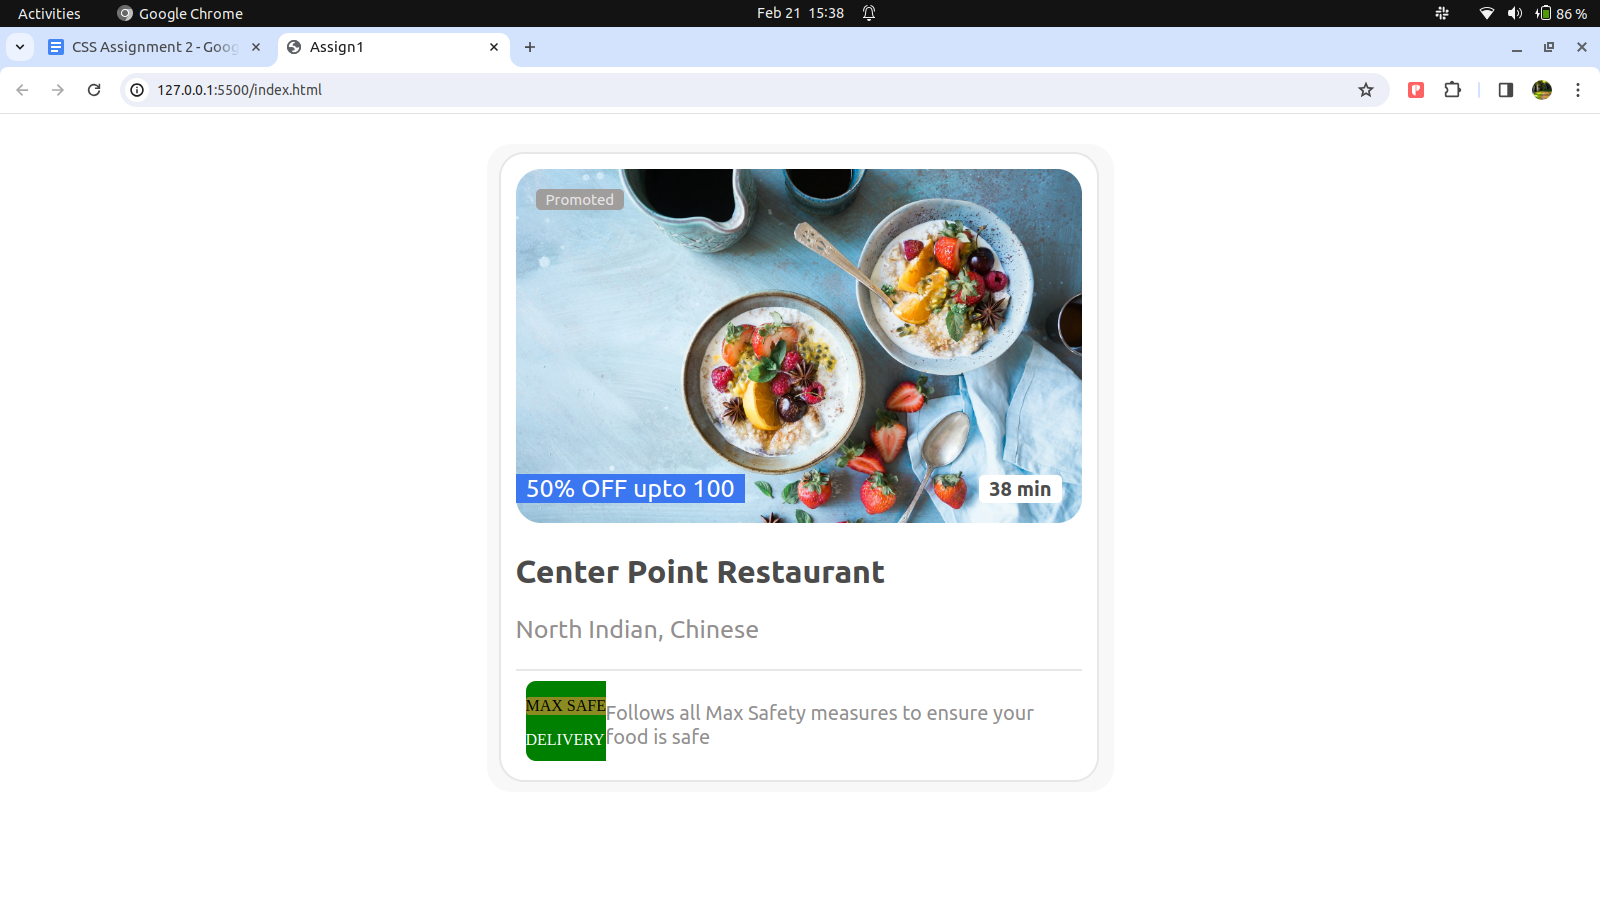 Activities
Google Chrome
Feb 21 15:38
86 %
CSS Assignment 2 - Goog
Assign1
127.0.0.1:5500/index.html
Promoted
50% OFF upto 100
38 min
Center Point Restaurant
North Indian, Chinese
MAX SAFE
DELIVERY
Follows all Max Safety measures to ensure your
food is safe